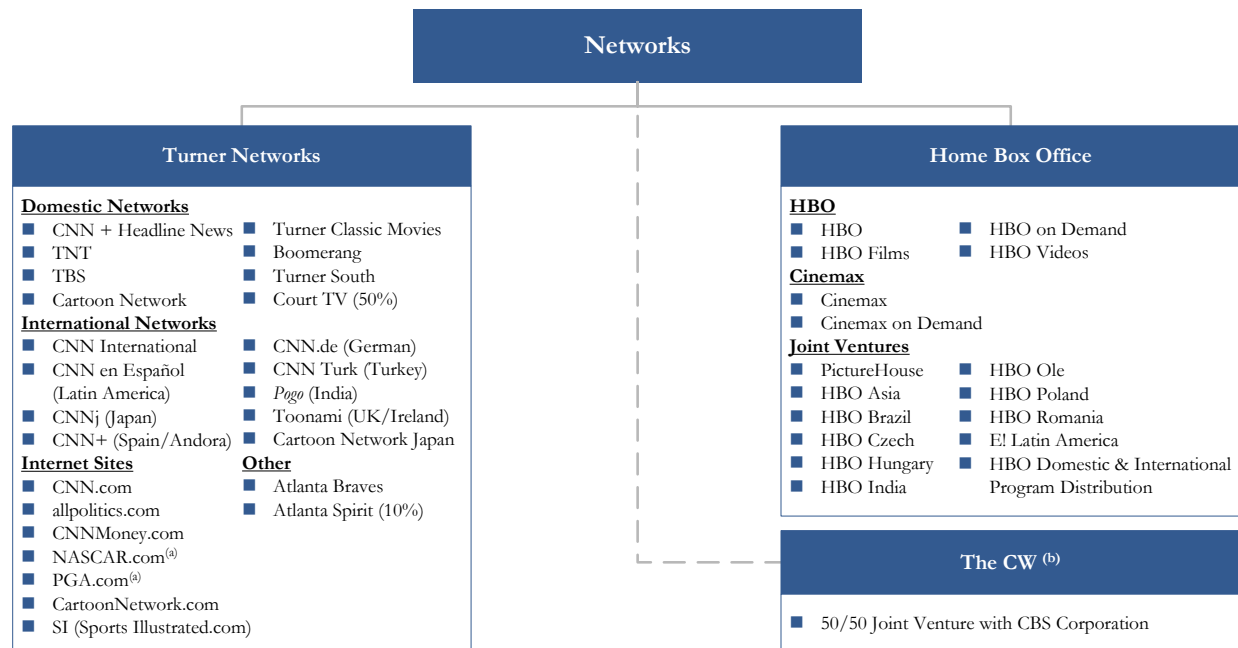 Networks
Turner Networks
Domestic Networks
CNN + Headline News
TNT
TBS
Cartoon Network
Turner Classic Movies
Boomerang
Turner South
Court TV (50%)
International Networks
CNN International
CNN en Español
(Latin America)
CNNj (Japan)
CNN+ (Spain/Andora)
CNN.de (German)
CNN Turk (Turkey)
Pogo (India)
Toonami (UK/Ireland)
Cartoon Network Japan
Internet Sites
CNN.com
allpolitics.com
CNNMoney.com
NASCAR.com(a)
PGA.com(a)
CartoonNetwork.com
SI (Sports Illustrated.com)
Other
Atlanta Braves
Atlanta Spirit (10%)
Home Box Office
HBO
HBO
HBO Films
HBO on Demand
HBO Videos
Cinemax
Cinemax
Cinemax on Demand
Joint Ventures
PictureHouse
HBO Asia
HBO Brazil
HBO Czech
HBO Hungary
HBO India
HBO Ole
HBO Poland
HBO Romania
E! Latin America
HBO Domestic & International
Program Distribution
The CW (b)
50/50 Joint Venture with CBS Corporation